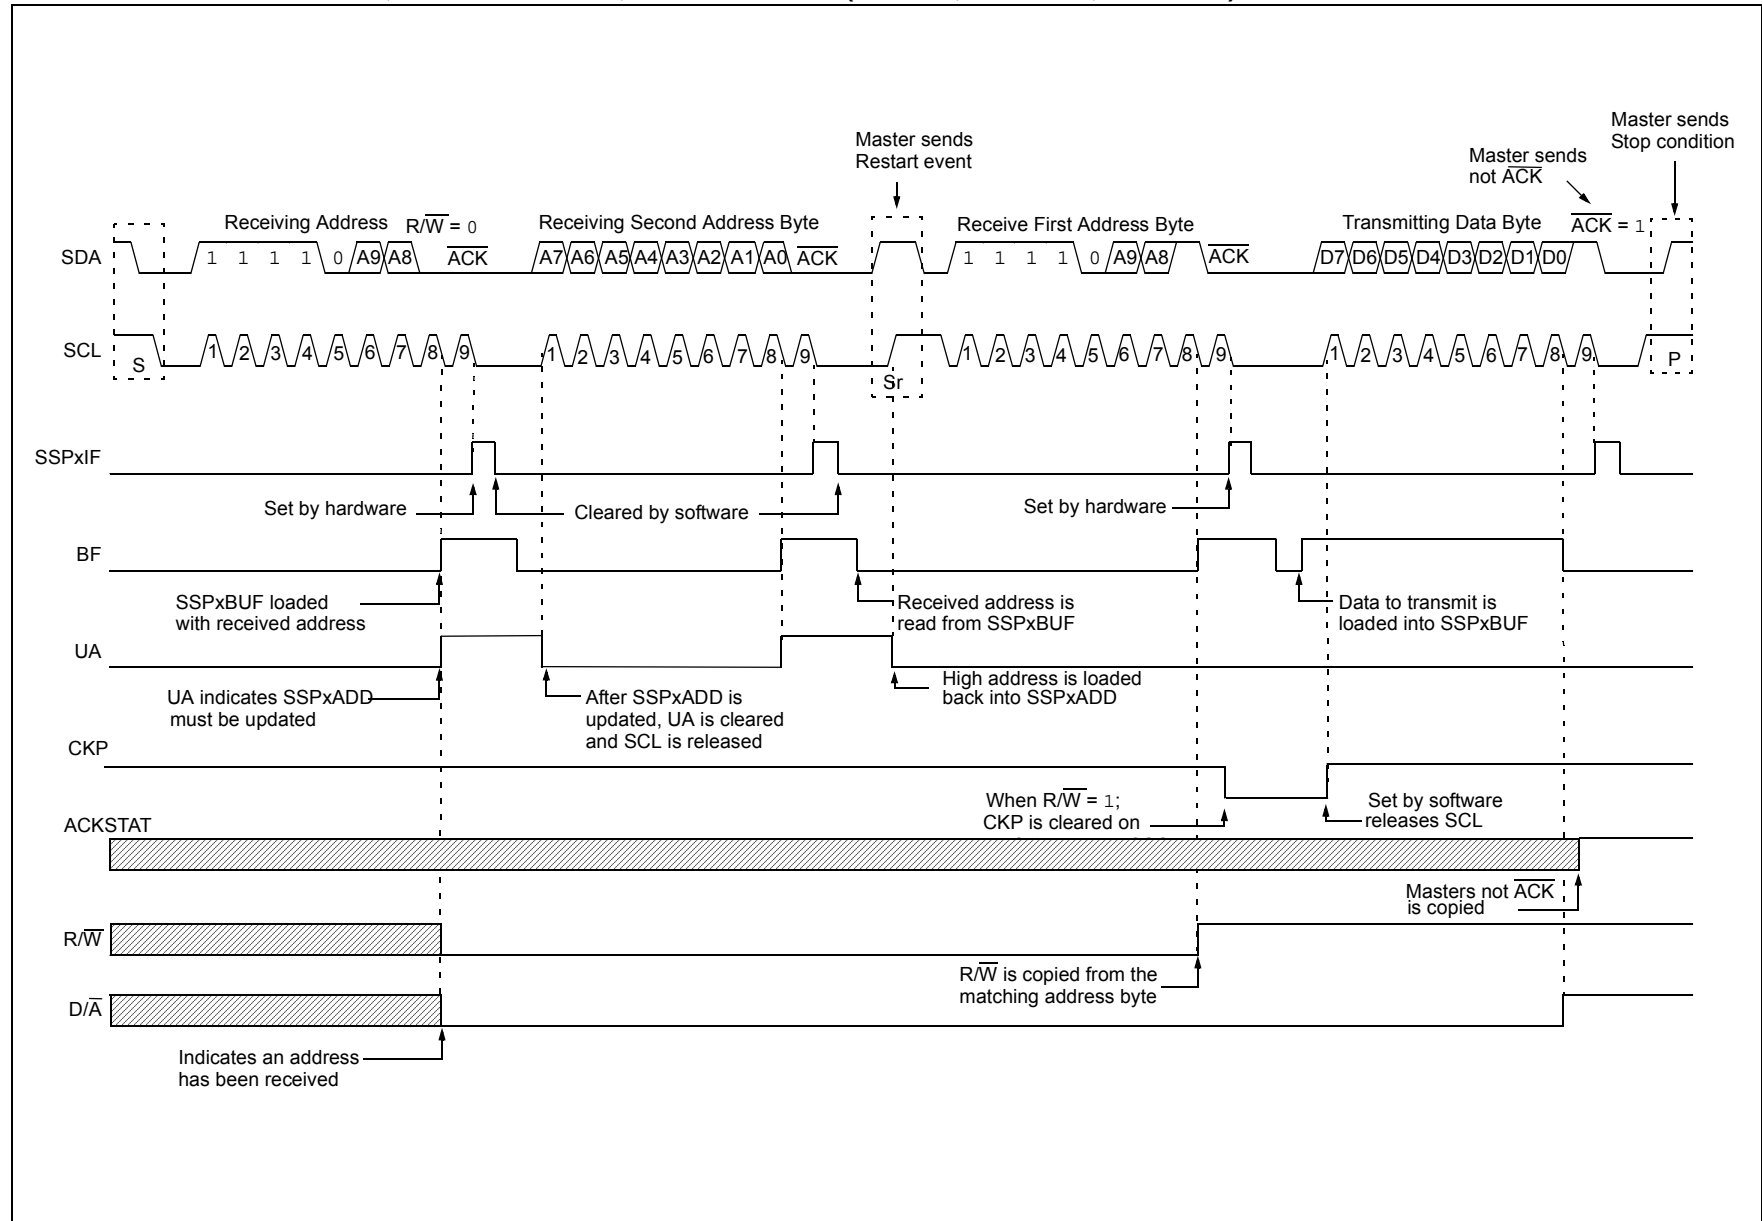 Master sends
Restart event
Master sends
not ACK
Master sends
Stop condition
Receiving Address R/W = 0
Receiving Second Address Byte
Receive First Address Byte
Transmitting Data Byte
ACK = 1
SDA
1 1 1 1 0 A9 A8 ACK
A7 A6 A5 A4 A3 A2 A1 A0 ACK
1 1 1 1 0 A9 A8 ACK
D7 D6 D5 D4 D3 D2 D1 D0
SCL
S
1 2 3 4 5 6 7 8 9
1 2 3 4 5 6 7 8 9
Sr
1 2 3 4 5 6 7 8 9
1 2 3 4 5 6 7 8 9
P
SSPxIF
Set by hardware
Cleared by software
Set by hardware
BF
SSPxBUF loaded
with received address
Received address is
read from SSPxBUF
Data to transmit is
loaded into SSPxBUF
UA
UA indicates SSPxADD
must be updated
After SSPxADD is
updated, UA is cleared
and SCL is released
High address is loaded
back into SSPxADD
CKP
When R/W = 1;
CKP is cleared on
Set by software
releases SCL
ACKSTAT
Masters not ACK
is copied
R/W
R/W is copied from the
matching address byte
D/A
Indicates an address
has been received